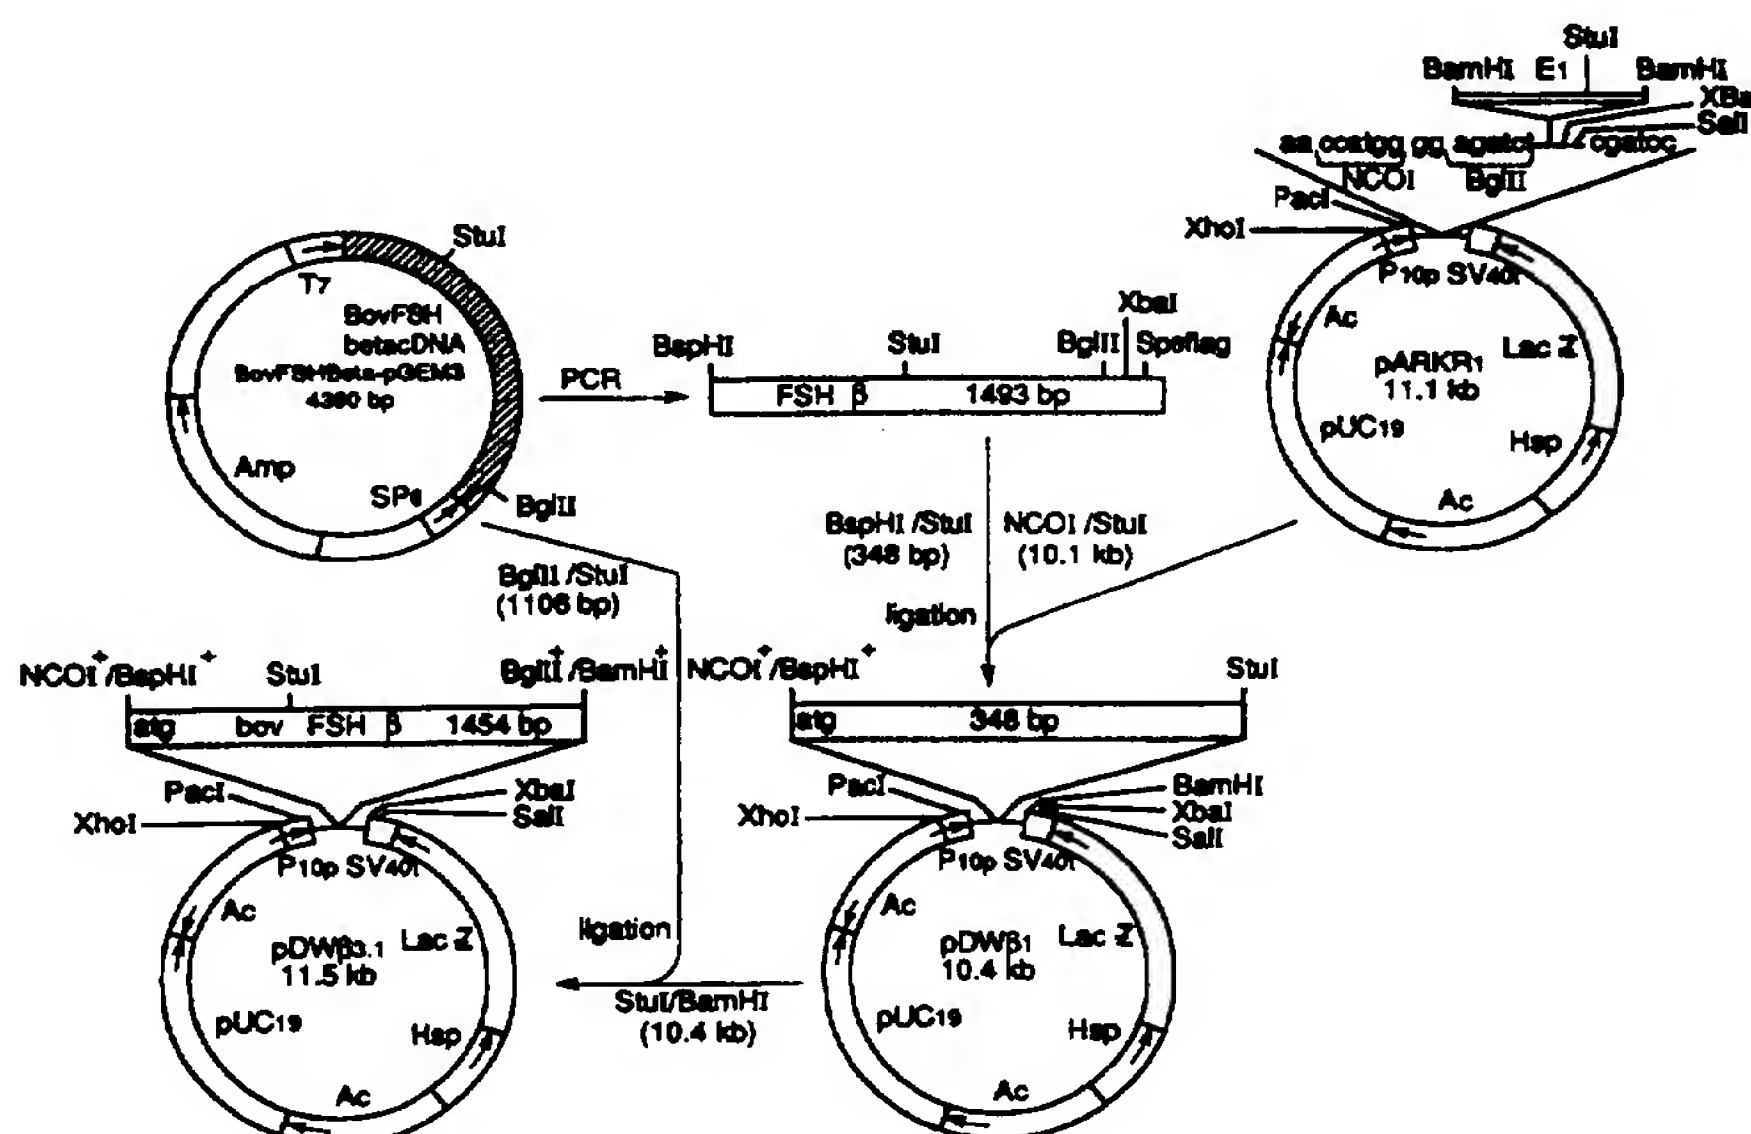 StuI
BamHI E1 BamHI
XBa
SalI
aa ccatgg gg agatct cgatcc
NCOI BglII
PacI
XhoI
P10p SV40t
Ac
Lac Z
pARKR1
11.1 kb
pUC19
Hsp
Ac
StuI
T7
BovFSH
betacDNA
BovFSHBeta-pGEM3
4390 bp
Amp
SP6
BglII
PCR
XbaI
BspHI StuI BglII Speflag
FSH β 1493 bp
BspHI/StuI
(348 bp)
NCOI/StuI
(10.1 kb)
ligation
BglII/StuI
(1106 bp)
NCOI+/BspHI+ StuI BglII+/BamHI+
atg bov FSH β 1454 bp
PacI
XhoI
XbaI
SalI
P10p SV40t
Ac
Lac Z
pDWβ3.1
11.5 kb
pUC19
Hsp
Ac
ligation
StuI/BamHI
(10.4 kb)
NCOI+/BspHI+ StuI
atg 348 bp
PacI
XhoI
BamHI
XbaI
SalI
P10p SV40t
Ac
Lac Z
pDWβ1
10.4 kb
pUC19
Hsp
Ac